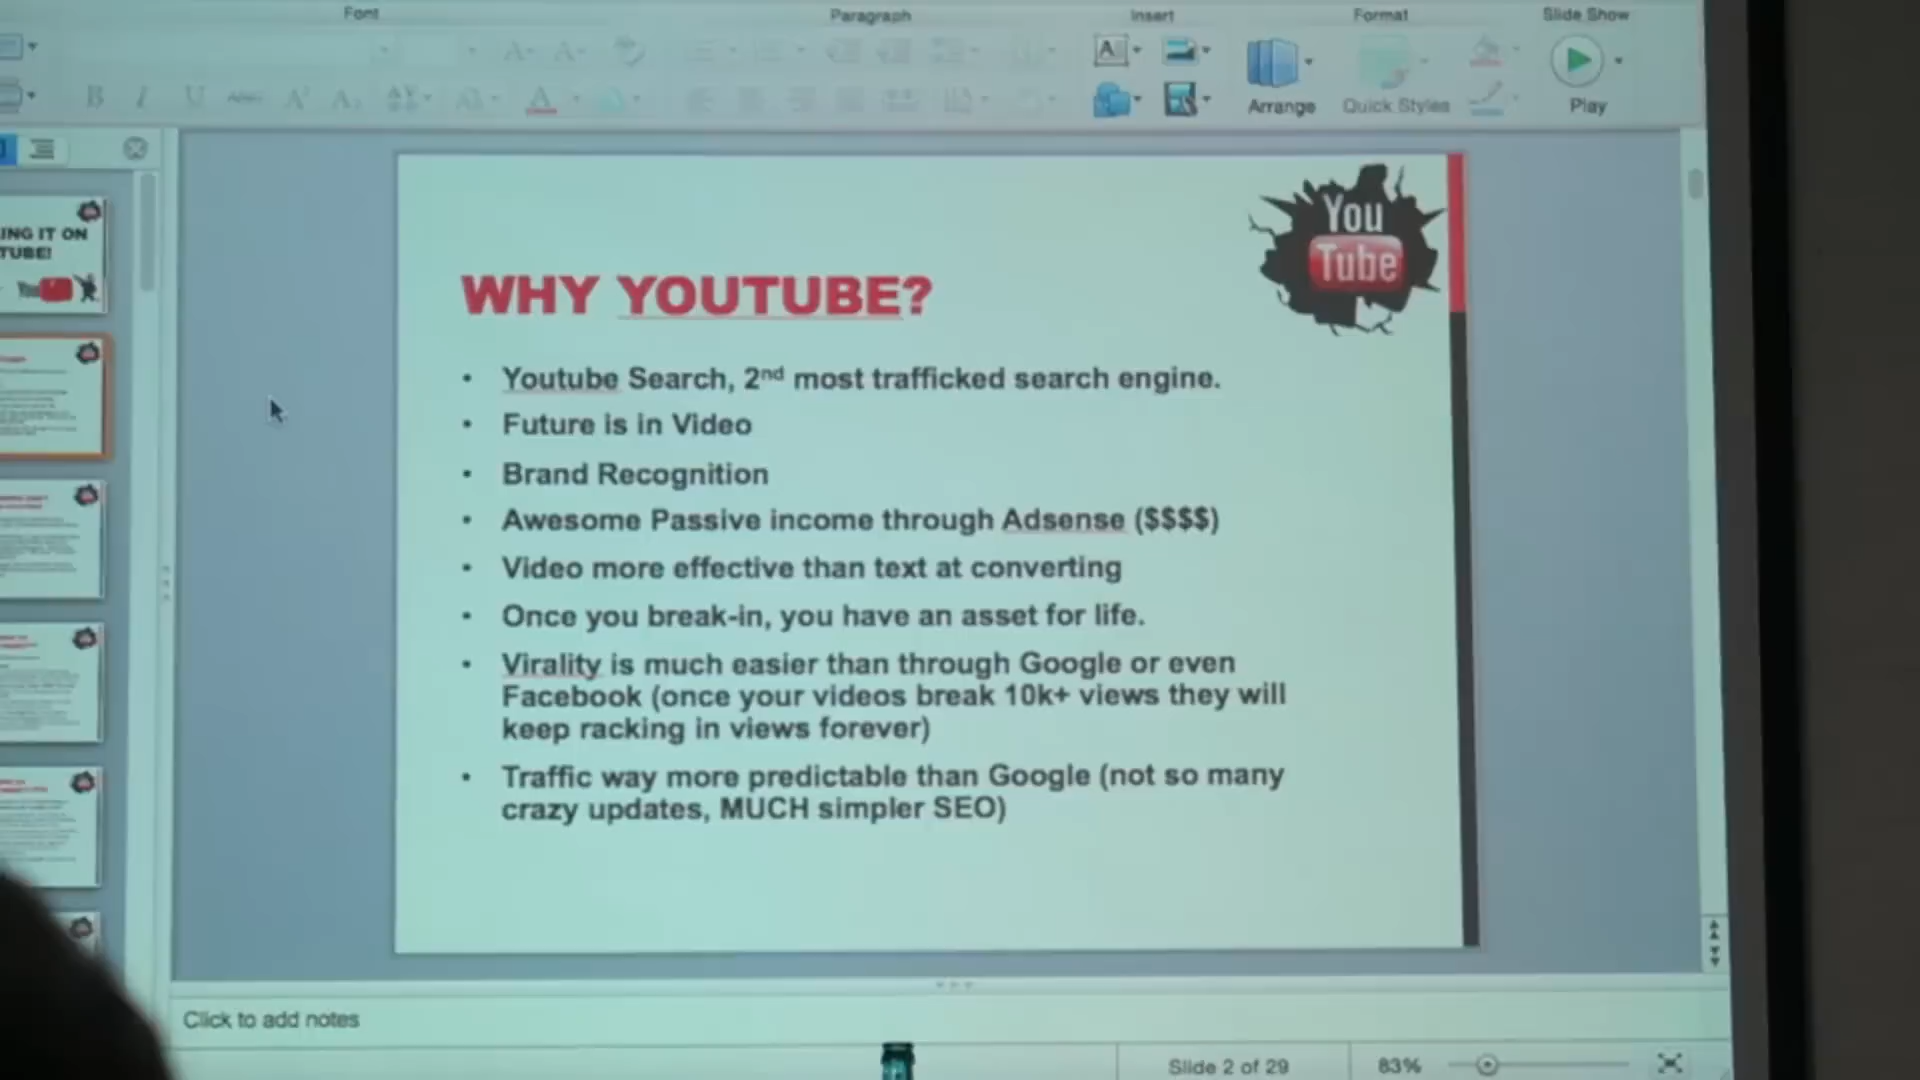 Font
Paragraph
Insert
Format
Slide Show
Arrange
Quick Styles
Play
ING IT ON
TUBE!
You
Tube
WHY YOUTUBE?
• Youtube Search, 2nd most trafficked search engine.
• Future is in Video
• Brand Recognition
• Awesome Passive income through Adsense ($$$$)
• Video more effective than text at converting
• Once you break-in, you have an asset for life.
• Virality is much easier than through Google or even
Facebook (once your videos break 10k+ views they will
keep racking in views forever)
• Traffic way more predictable than Google (not so many
crazy updates, MUCH simpler SEO)
Click to add notes
Slide 2 of 29
83%